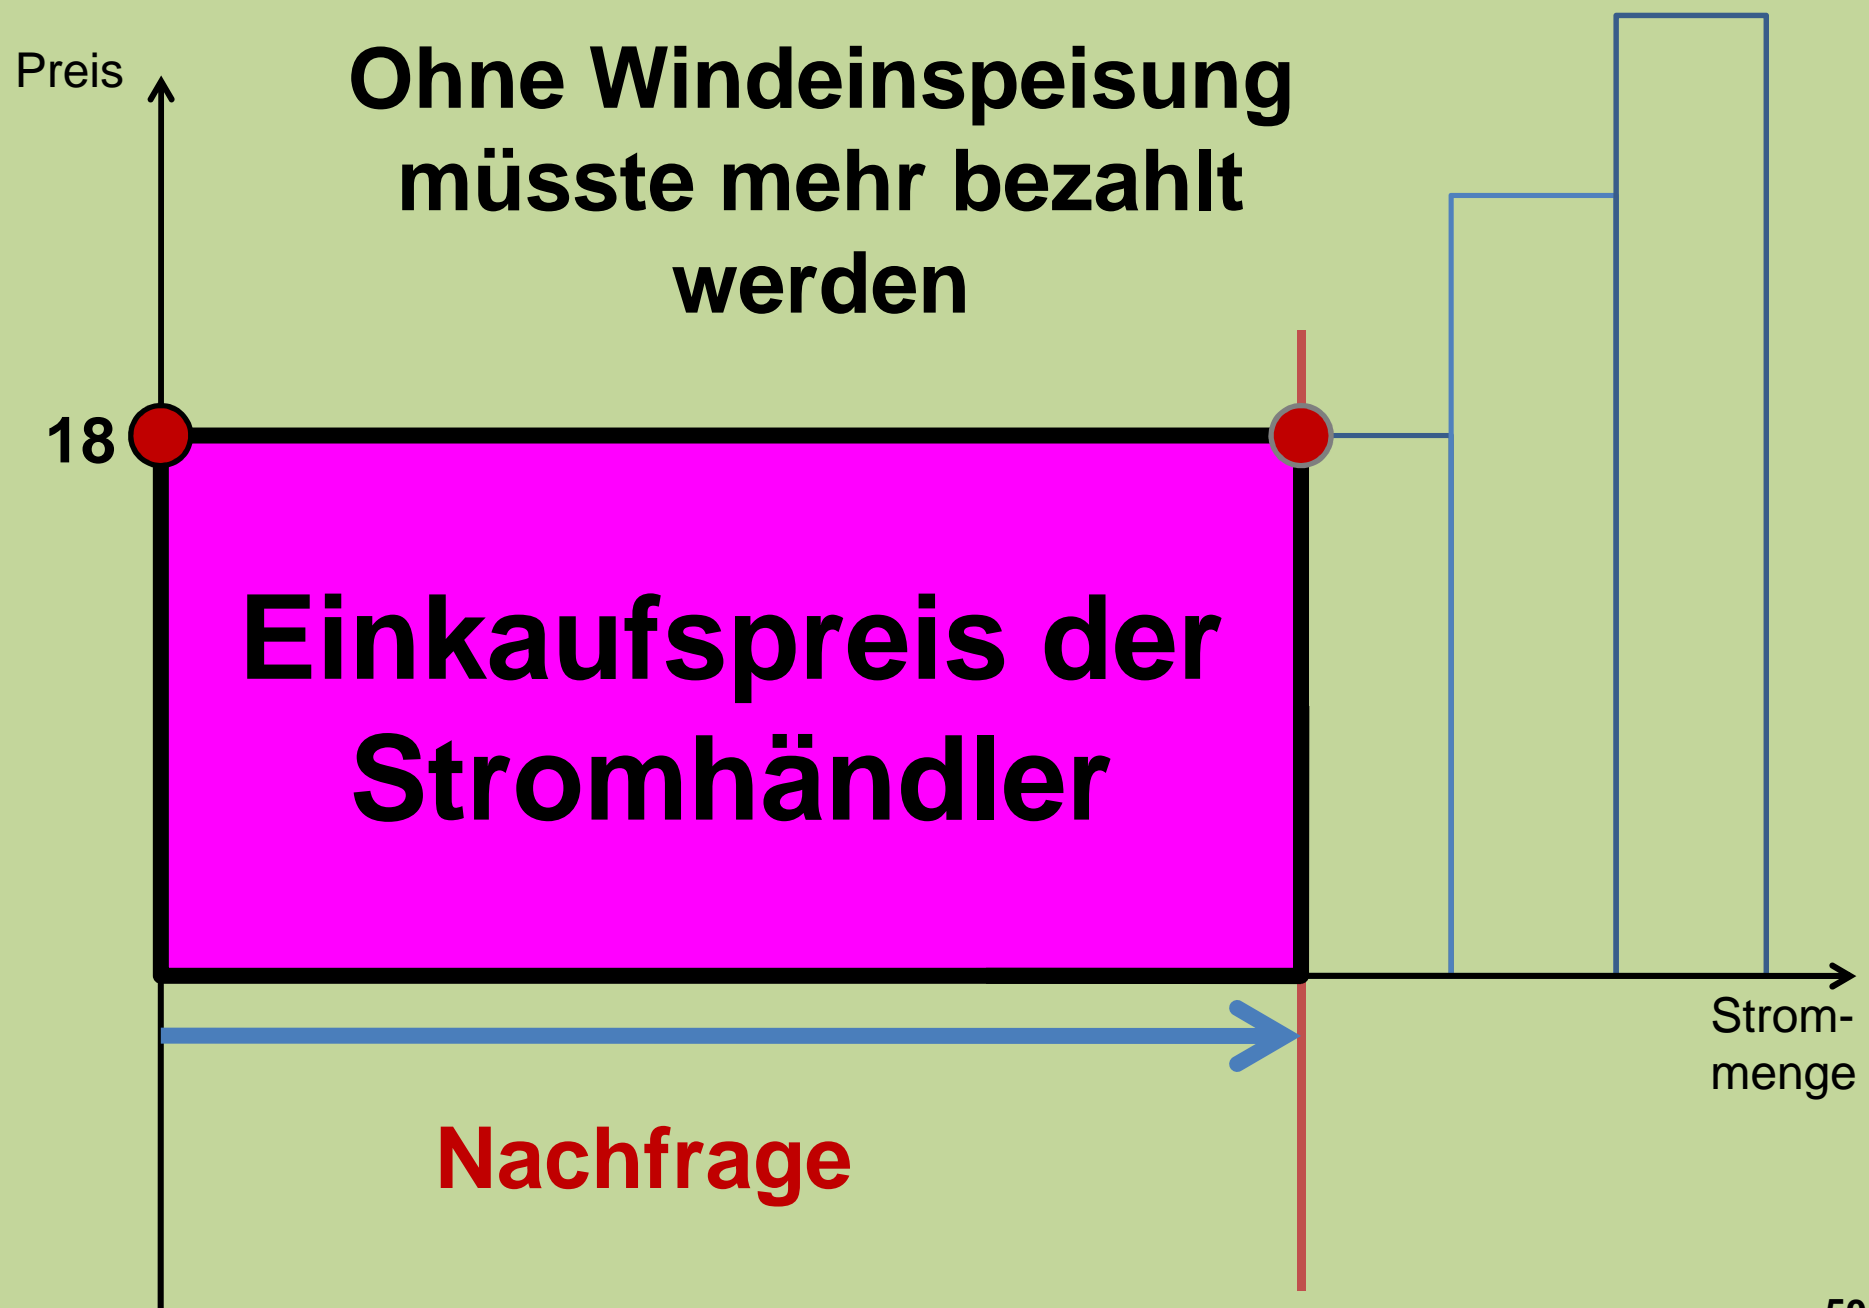 Preis
Ohne Windeinspeisung
müsste mehr bezahlt
werden
18
Einkaufspreis der
Stromhändler
Strom-
menge
Nachfrage